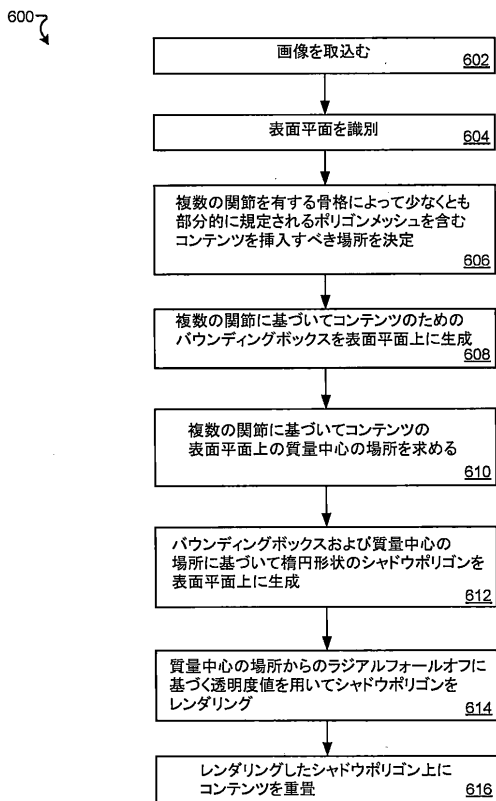 600
画像を取込む
602
表面平面を識別
604
複数の関節を有する骨格によって少なくとも
部分的に規定されるポリゴンメッシュを含む
コンテンツを挿入すべき場所を決定
606
複数の関節に基づいてコンテンツのための
バウンディングボックスを表面平面上に生成
608
複数の関節に基づいてコンテンツの
表面平面上の質量中心の場所を求める
610
バウンディングボックスおよび質量中心の
場所に基づいて楕円形状のシャドウポリゴンを
表面平面上に生成
612
質量中心の場所からのラジアルフォールオフに
基づく透明度値を用いてシャドウポリゴンを
レンダリング
614
レンダリングしたシャドウポリゴン上に
コンテンツを重畳
616